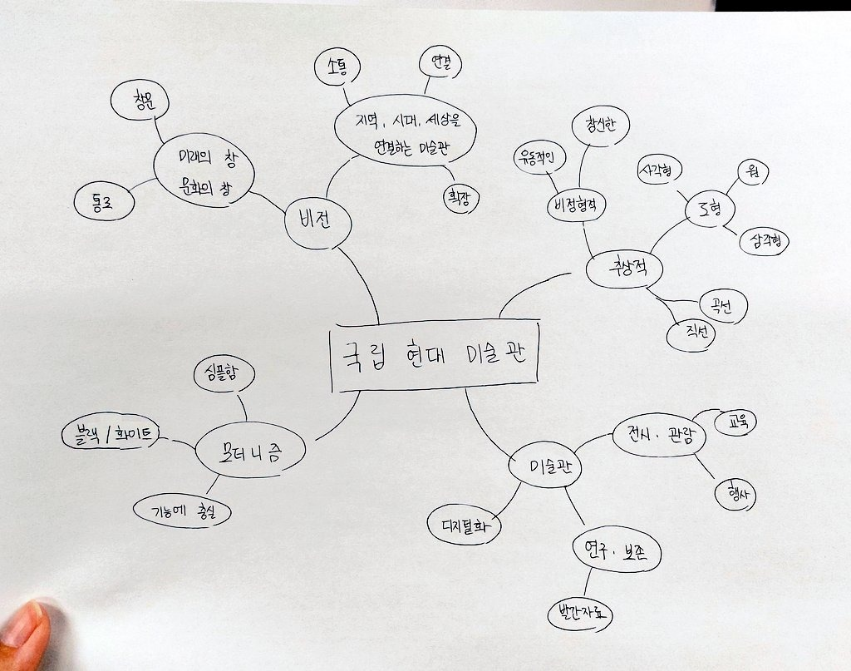 국립 현대 미술관
비전
미래의 창
문화의 창
창문
통로
지역, 시대, 세상을
연결하는 미술관
소통
연결
확장
추상적
비정형적
유동적인
참신한
도형
사각형
원
삼각형
곡선
직선
모더니즘
심플함
블랙 / 화이트
기능에 충실
미술관
전시 · 관람
교육
행사
디지털화
연구 · 보존
발간자료